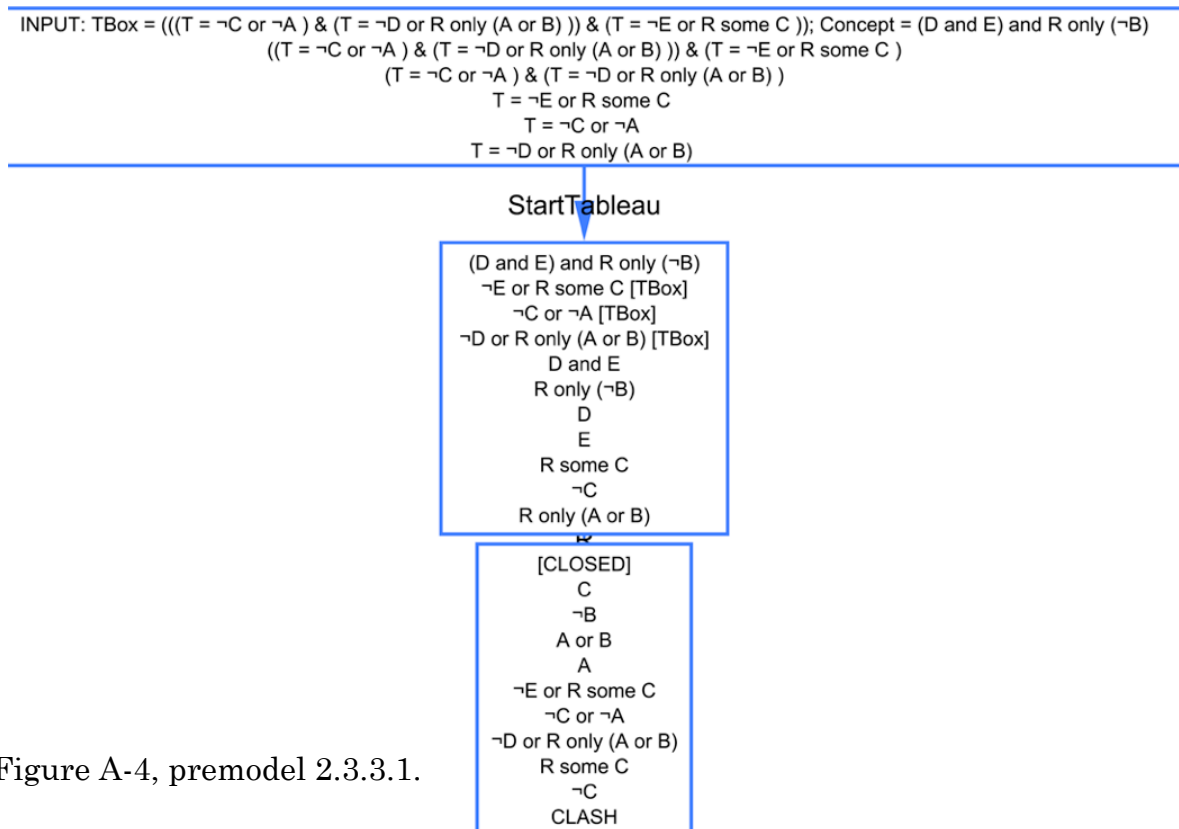 INPUT: TBox = (((T = ¬C or ¬A ) & (T = ¬D or R only (A or B) )) & (T = ¬E or R some C )); Concept = (D and E) and R only (¬B)
((T = ¬C or ¬A ) & (T = ¬D or R only (A or B) )) & (T = ¬E or R some C )
(T = ¬C or ¬A ) & (T = ¬D or R only (A or B) )
T = ¬E or R some C
T = ¬C or ¬A
T = ¬D or R only (A or B)
StartTableau
(D and E) and R only (¬B)
¬E or R some C [TBox]
¬C or ¬A [TBox]
¬D or R only (A or B) [TBox]
D and E
R only (¬B)
D
E
R some C
¬C
R only (A or B)
R
[CLOSED]
C
¬B
A or B
A
¬E or R some C
¬C or ¬A
¬D or R only (A or B)
R some C
¬C
CLASH
Figure A-4, premodel 2.3.3.1.